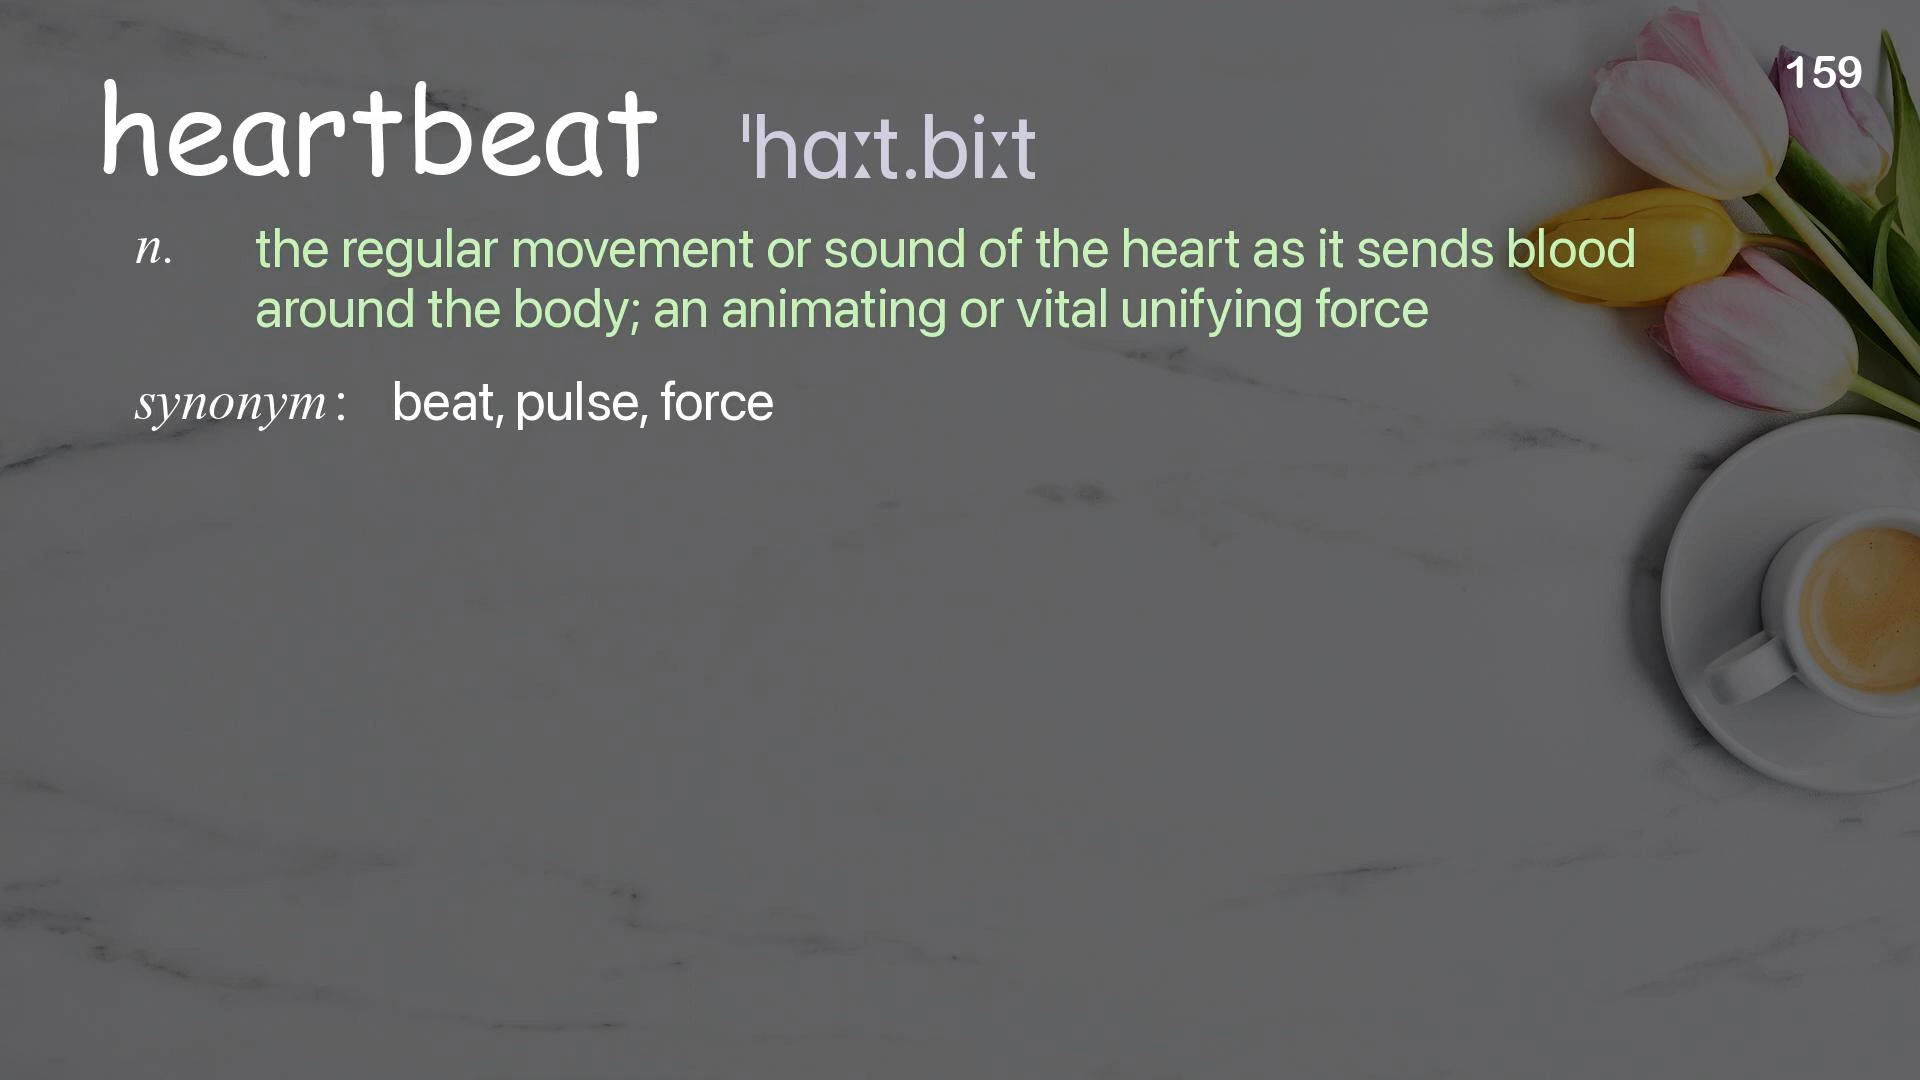 159
heartbeat ˈhɑːt.biːt
n. the regular movement or sound of the heart as it sends blood
around the body; an animating or vital unifying force
synonym: beat, pulse, force